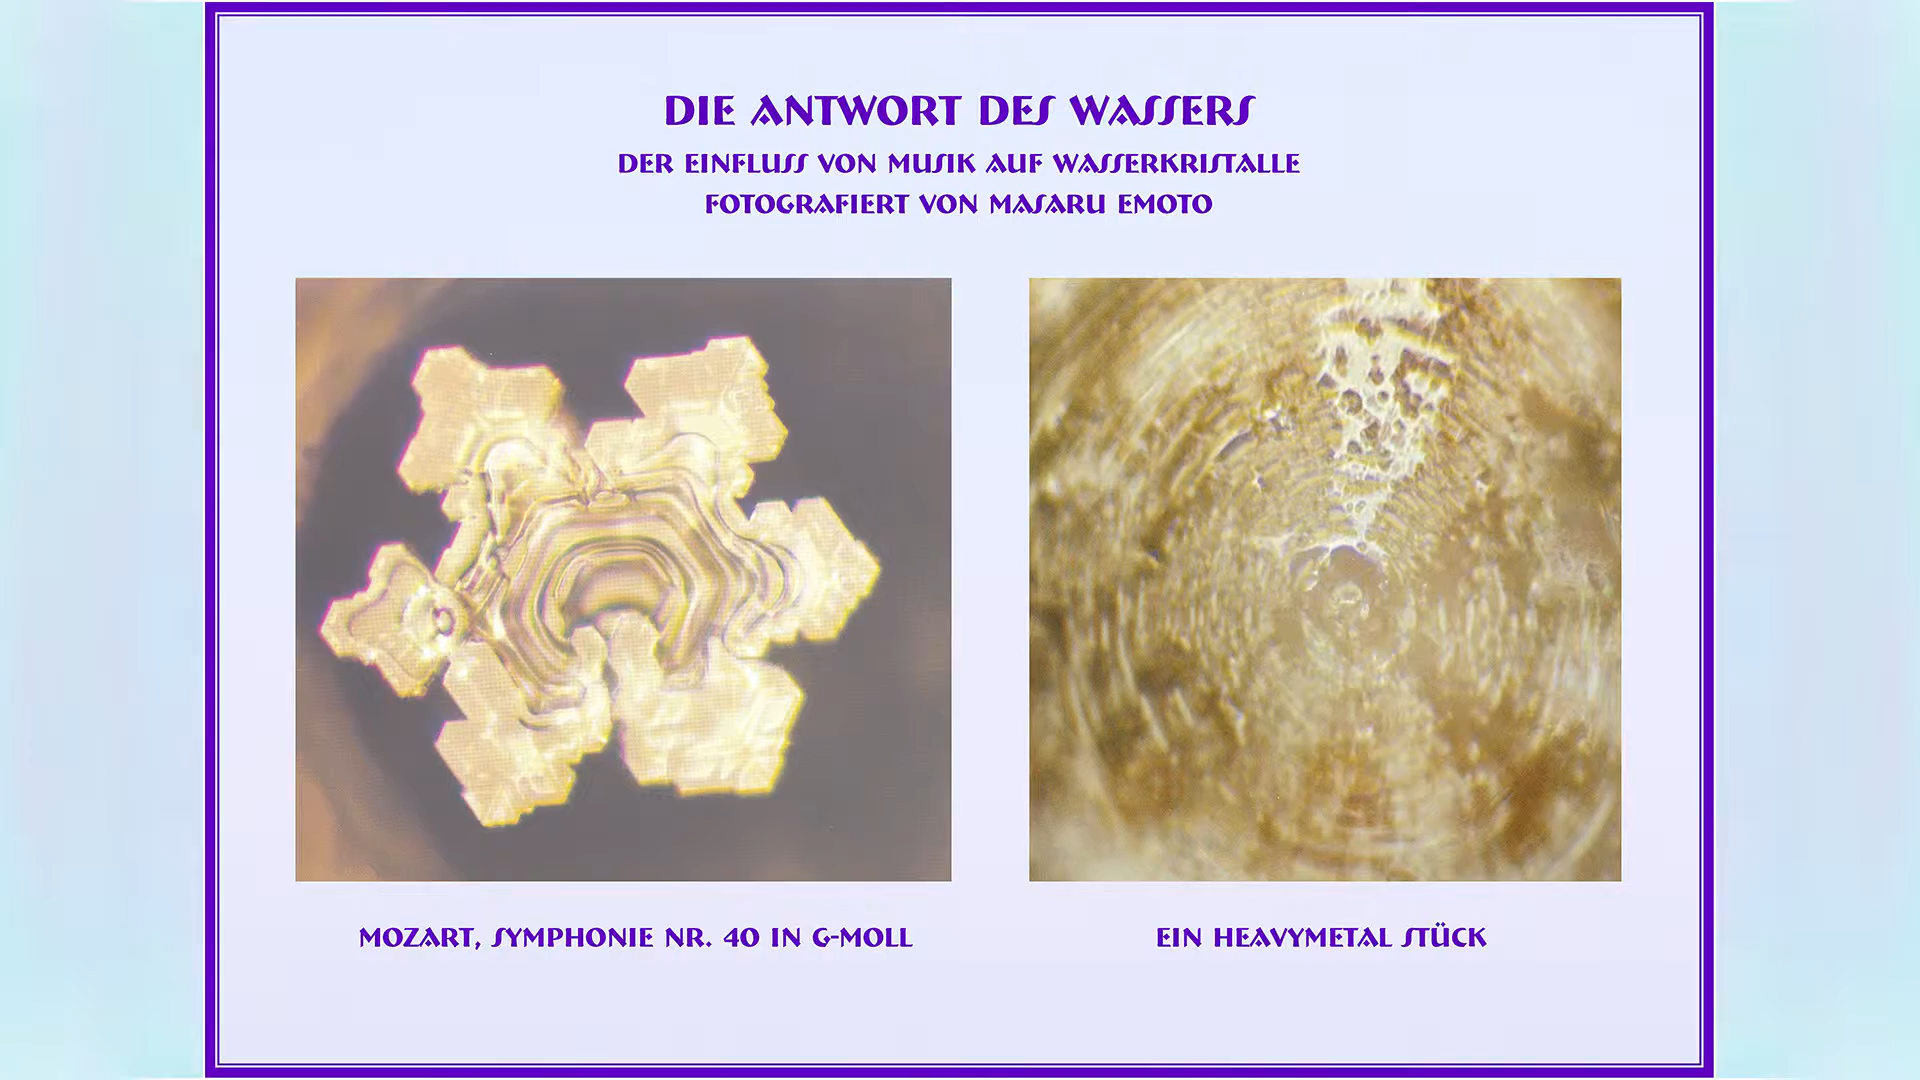 DIE ANTWORT DES WASSERS
DER EINFLUSS VON MUSIK AUF WASSERKRISTALLE
FOTOGRAFIERT VON MASARU EMOTO
MOZART, SYMPHONIE NR. 40 IN G-MOLL
EIN HEAVYMETAL STÜCK